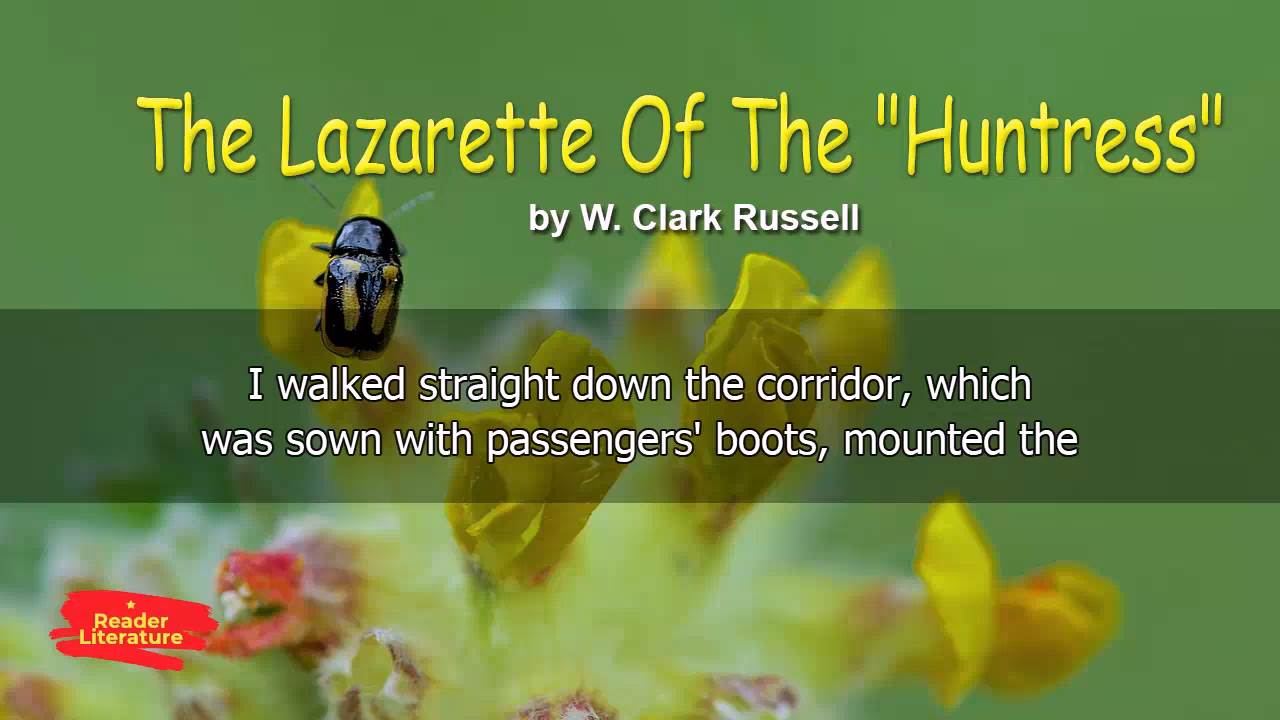 The Lazarette Of The "Huntress"
by W. Clark Russell
I walked straight down the corridor, which
was sown with passengers' boots, mounted the
Reader
Literature